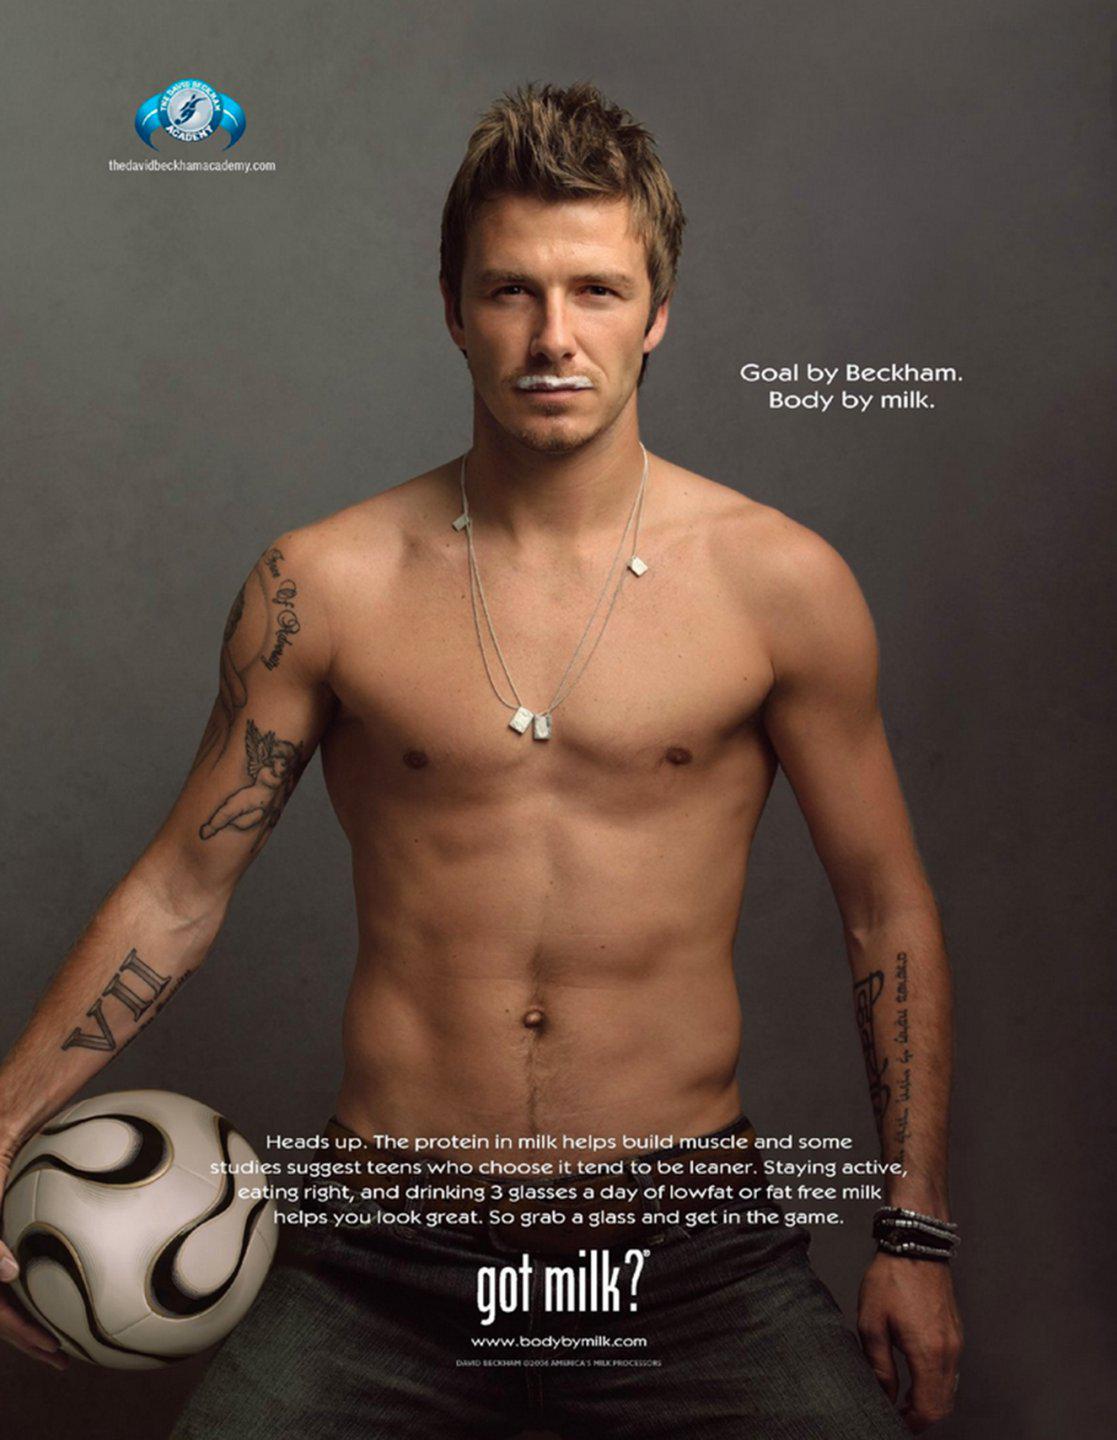 THE DAVID BECKHAM
ACADEMY
thedavidbeckhamacademy.com
Goal by Beckham.
Body by milk.
VII
Heads up. The protein in milk helps build muscle and some
studies suggest teens who choose it tend to be leaner. Staying active,
eating right, and drinking 3 glasses a day of lowfat or fat free milk
helps you look great. So grab a glass and get in the game.
got milk?®
www.bodybymilk.com
DAVID BECKHAM ©2006 AMERICA'S MILK PROCESSORS